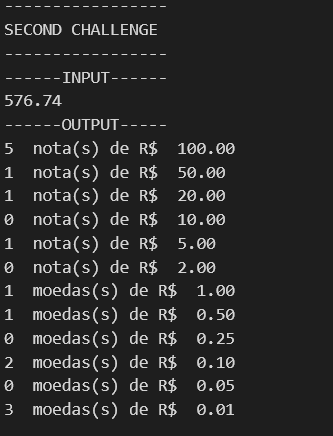 -----------------
SECOND CHALLENGE
-----------------
------INPUT------
576.74
------OUTPUT-----
5  nota(s) de R$  100.00
1  nota(s) de R$  50.00
1  nota(s) de R$  20.00
0  nota(s) de R$  10.00
1  nota(s) de R$  5.00
0  nota(s) de R$  2.00
1  moedas(s) de R$  1.00
1  moedas(s) de R$  0.50
0  moedas(s) de R$  0.25
2  moedas(s) de R$  0.10
0  moedas(s) de R$  0.05
3  moedas(s) de R$  0.01